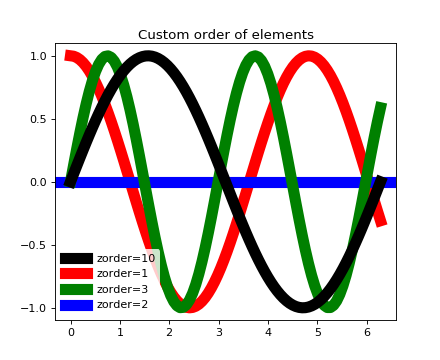 Custom order of elements
1.0
0.5
0.0
−0.5
−1.0
zorder=10
zorder=1
zorder=3
zorder=2
0 1 2 3 4 5 6